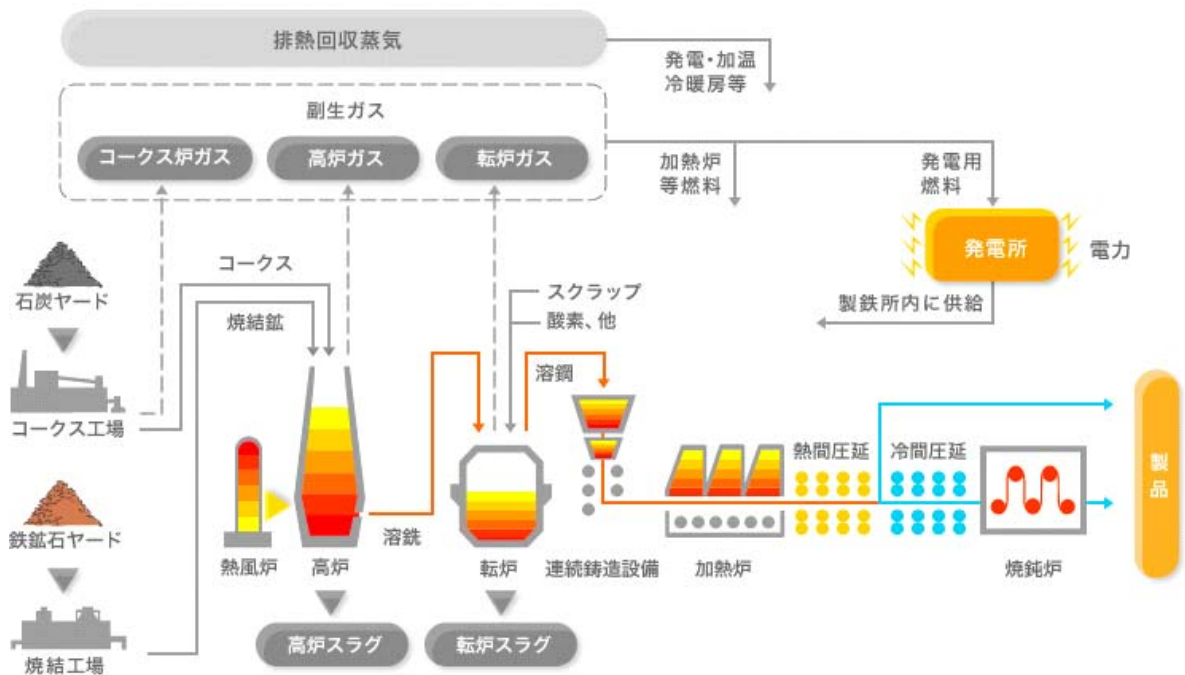 排熱回収蒸気
発電・加温
冷暖房等
副生ガス
コークス炉ガス
高炉ガス
転炉ガス
加熱炉
等燃料
発電用
燃料
発電所
電力
製鉄所内に供給
石炭ヤード
コークス
焼結鉱
スクラップ
酸素、他
溶鋼
コークス工場
熱間圧延
冷間圧延
製品
鉄鉱石ヤード
溶銑
熱風炉
高炉
転炉
連続鋳造設備
加熱炉
焼鈍炉
高炉スラグ
転炉スラグ
焼結工場